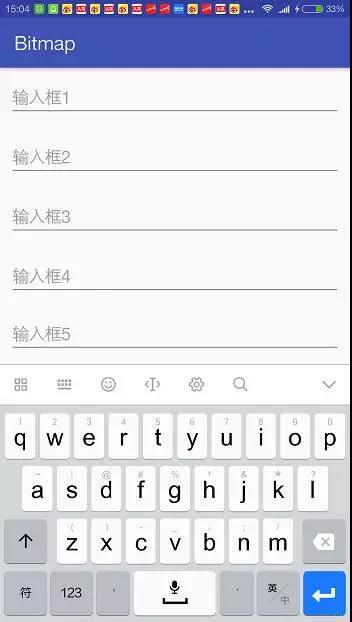 15:04 33%
Bitmap
输入框1
输入框2
输入框3
输入框4
输入框5
1 2 3 4 5 6 7 8 9 0
q w e r t y u i o p
~ ! @ # % ' & * ?
a s d f g h j k l
( ) - _ : ; /
z x c v b n m
符 123 , . 英/中